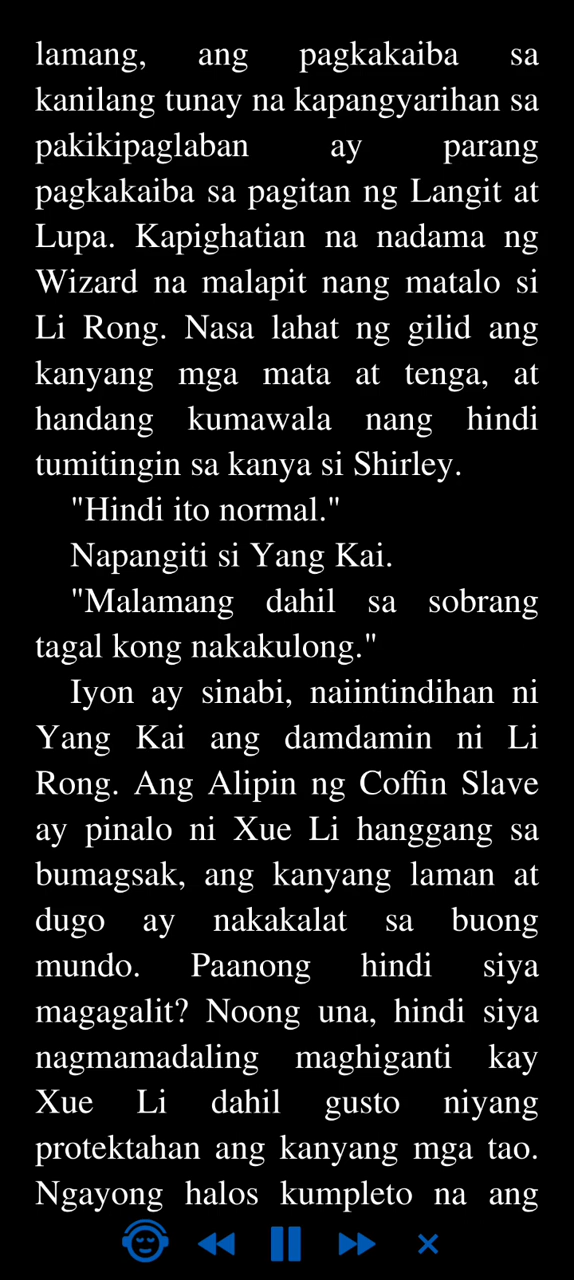 lamang, ang pagkakaiba sa
kanilang tunay na kapangyarihan sa
pakikipaglaban ay parang
pagkakaiba sa pagitan ng Langit at
Lupa. Kapighatian na nadama ng
Wizard na malapit nang matalo si
Li Rong. Nasa lahat ng gilid ang
kanyang mga mata at tenga, at
handang kumawala nang hindi
tumitingin sa kanya si Shirley.
"Hindi ito normal."
Napangiti si Yang Kai.
"Malamang dahil sa sobrang
tagal kong nakakulong."
Iyon ay sinabi, naiintindihan ni
Yang Kai ang damdamin ni Li
Rong. Ang Alipin ng Coffin Slave
ay pinalo ni Xue Li hanggang sa
bumagsak, ang kanyang laman at
dugo ay nakakalat sa buong
mundo. Paanong hindi siya
magagalit? Noong una, hindi siya
nagmamadaling maghiganti kay
Xue Li dahil gusto niyang
protektahan ang kanyang mga tao.
Ngayong halos kumpleto na ang